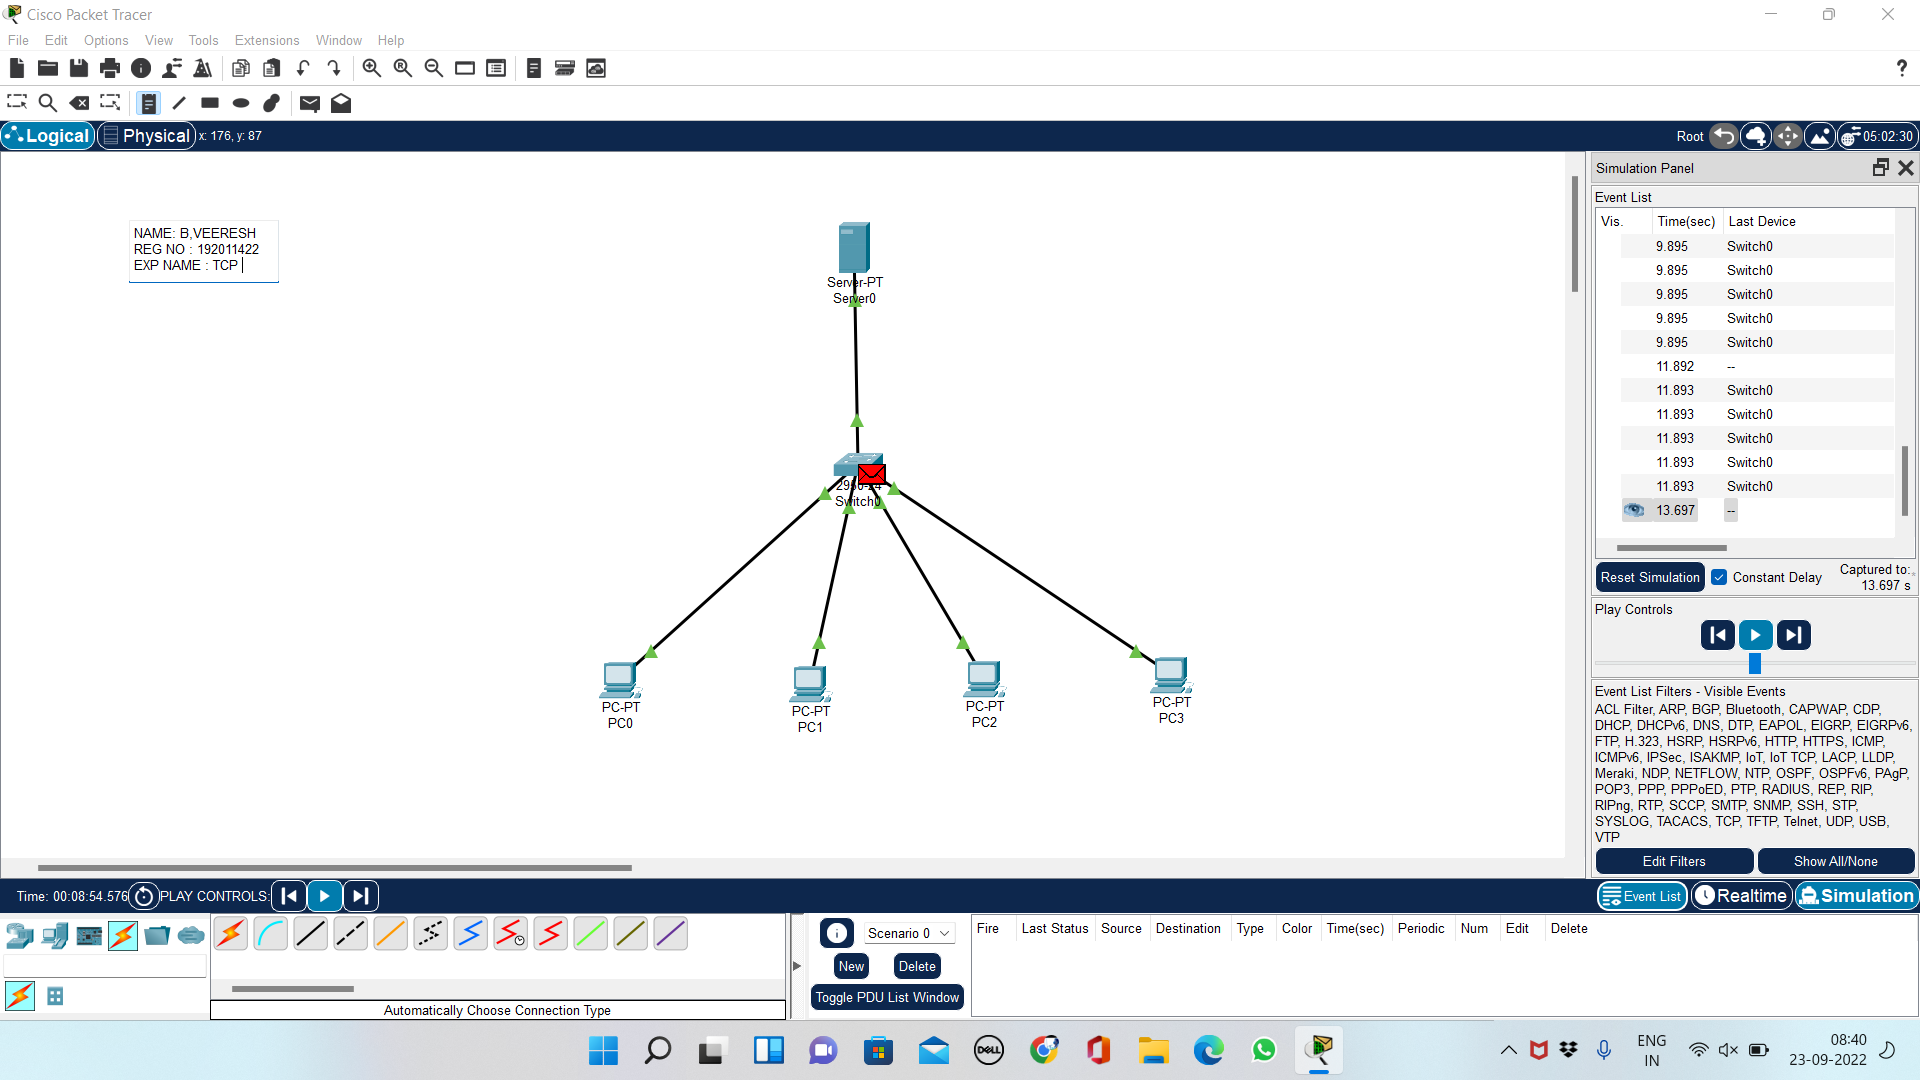 Cisco Packet Tracer
File Edit Options View Tools Extensions Window Help
?
Logical Physical x: 176, y: 87 Root 05:02:30
NAME: B,VEERESH
REG NO : 192011422
EXP NAME : TCP
Server-PT
Server0
Switch0
PC-PT
PC0
PC-PT
PC1
PC-PT
PC2
PC-PT
PC3
Simulation Panel
Event List
Vis. Time(sec) Last Device
9.895 Switch0
9.895 Switch0
9.895 Switch0
9.895 Switch0
9.895 Switch0
11.892 --
11.893 Switch0
11.893 Switch0
11.893 Switch0
11.893 Switch0
11.893 Switch0
13.697 --
Reset Simulation Constant Delay Captured to:
13.697 s
Play Controls
Event List Filters - Visible Events
ACL Filter, ARP, BGP, Bluetooth, CAPWAP, CDP,
DHCP, DHCPv6, DNS, DTP, EAPOL, EIGRP, EIGRPv6,
FTP, H.323, HSRP, HSRPv6, HTTP, HTTPS, ICMP,
ICMPv6, IPSec, ISAKMP, IoT, IoT TCP, LACP, LLDP,
Meraki, NDP, NETFLOW, NTP, OSPF, OSPFv6, PAgP,
POP3, PPP, PPPoED, PTP, RADIUS, REP, RIP,
RIPng, RTP, SCCP, SMTP, SNMP, SSH, STP,
SYSLOG, TACACS, TCP, TFTP, Telnet, UDP, USB,
VTP
Edit Filters Show All/None
Time: 00:08:54.576 PLAY CONTROLS:
Event List Realtime Simulation
Automatically Choose Connection Type
Scenario 0
New Delete
Toggle PDU List Window
Fire Last Status Source Destination Type Color Time(sec) Periodic Num Edit Delete
DELL
ENG
IN
08:40
23-09-2022